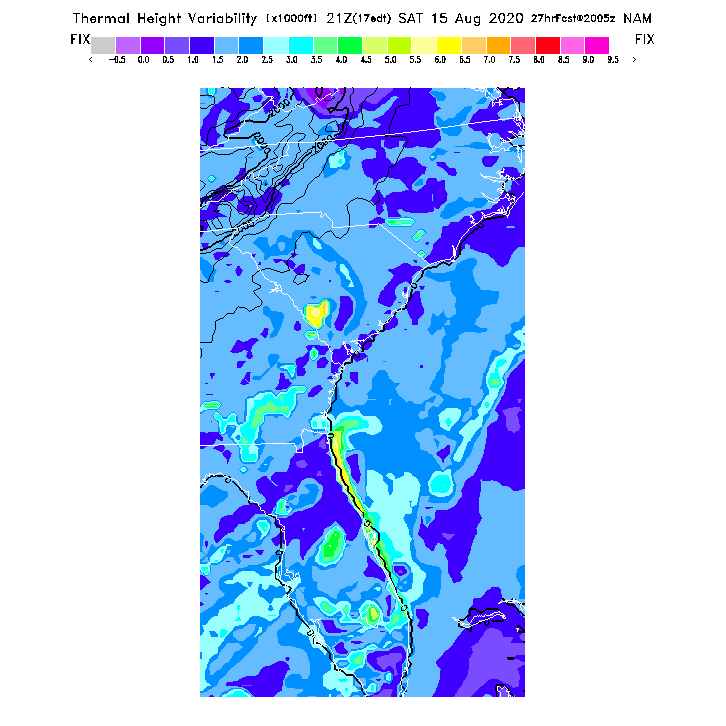 Thermal Height Variability [x1000ft] 21Z(17edt) SAT 15 Aug 2020 27hrFcst@2005z NAM
FIX FIX
< -0.5 0.0 0.5 1.0 1.5 2.0 2.5 3.0 3.5 4.0 4.5 5.0 5.5 6.0 6.5 7.0 7.5 8.0 8.5 9.0 9.5 >
2000